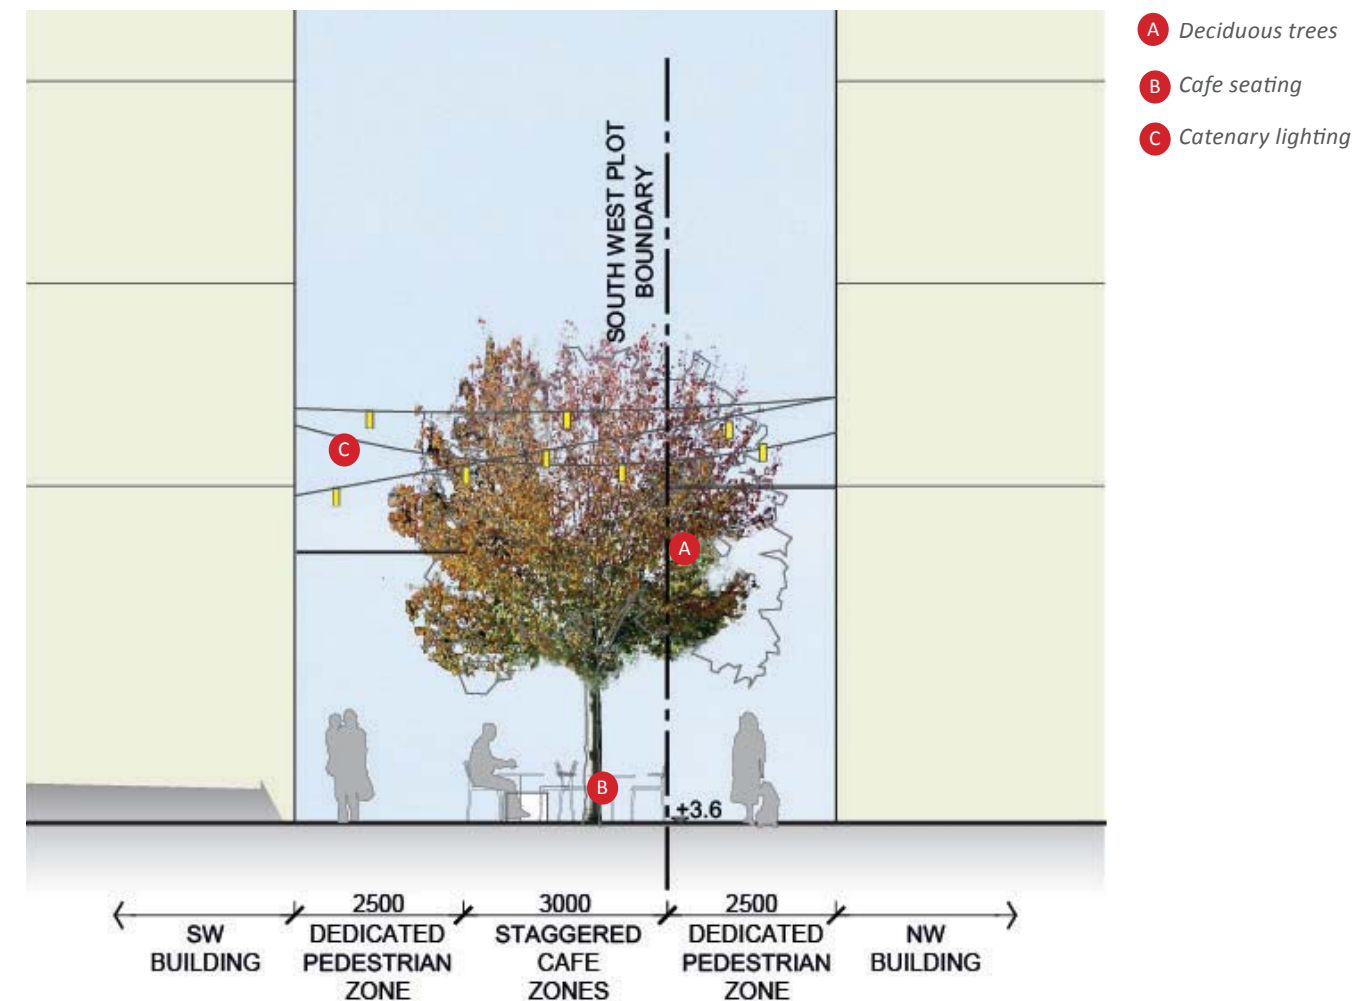 A Deciduous trees
B Cafe seating
C Catenary lighting
SOUTH WEST PLOT
BOUNDARY
C
A
B
+3.6
2500
3000
2500
SW
BUILDING
DEDICATED
PEDESTRIAN
ZONE
STAGGERED
CAFE
ZONES
DEDICATED
PEDESTRIAN
ZONE
NW
BUILDING